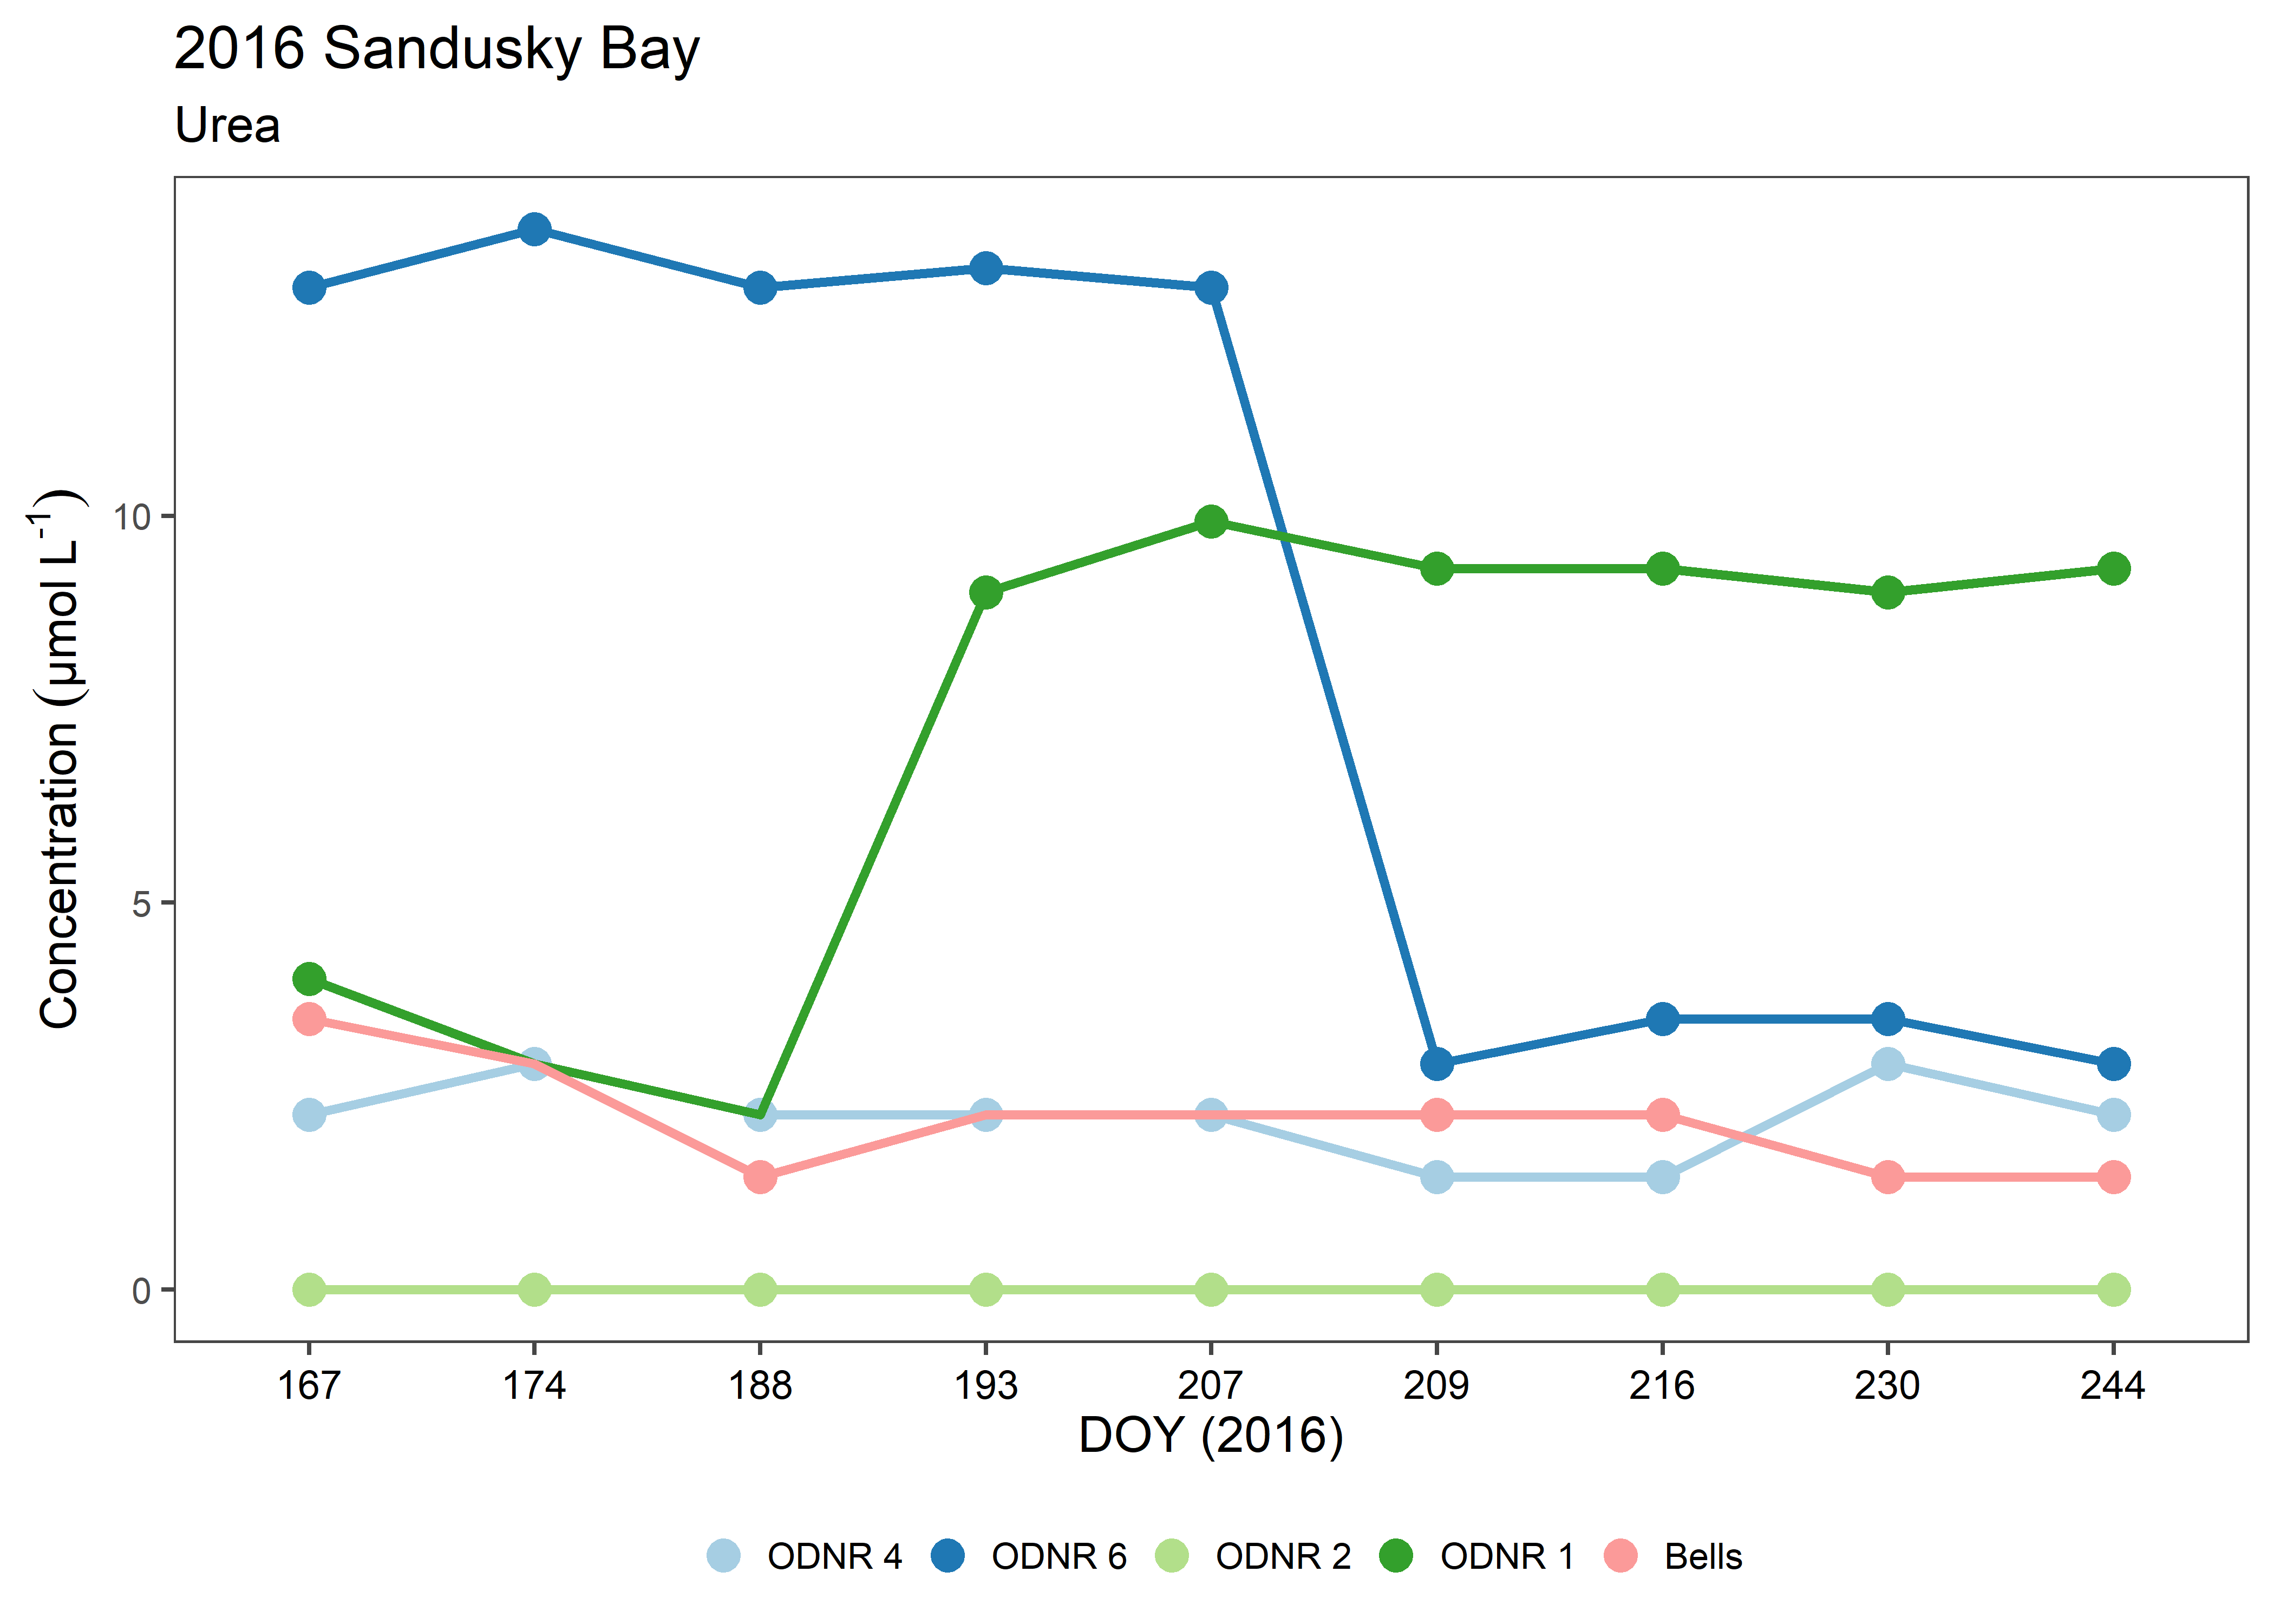 2016 Sandusky Bay
Urea
Concentration (µmol L⁻¹)
10
5
0
167 174 188 193 207 209 216 230 244
DOY (2016)
ODNR 4 ODNR 6 ODNR 2 ODNR 1 Bells